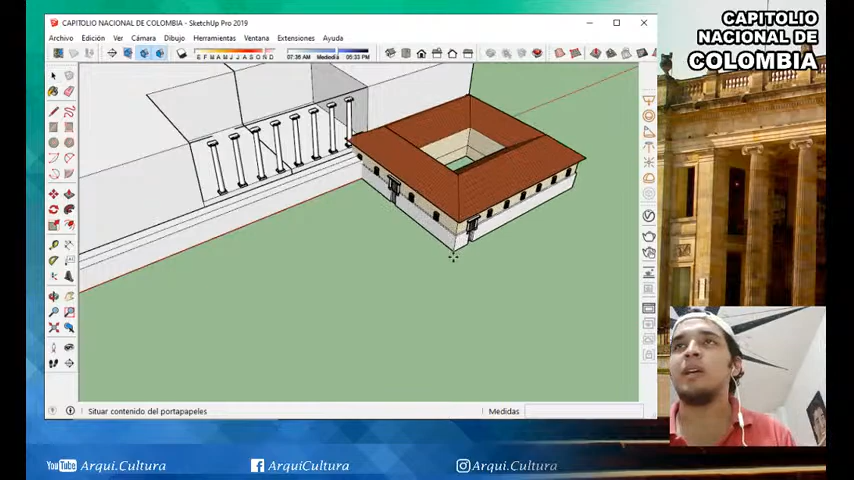 CAPITOLIO NACIONAL DE COLOMBIA - SketchUp Pro 2019
Archivo Edición Ver Cámara Dibujo Herramientas Ventana Extensiones Ayuda
E F M A M J J A S O N D 07:36 AM Mediodía 05:33 PM
CAPITOLIO
NACIONAL DE
COLOMBIA
Situar contenido del portapapeles
Medidas
YouTube Arqui.Cultura
ArquiCultura
Arqui.Cultura